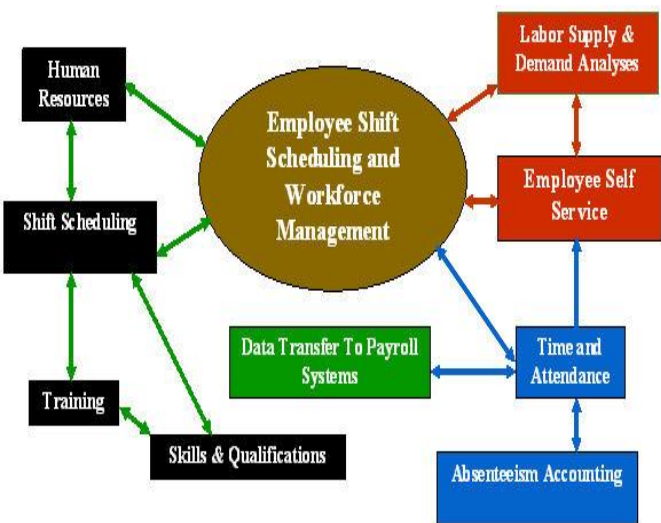 Human
Resources
Labor Supply &
Demand Analyses
Employee Shift
Scheduling and
Workforce
Management
Shift Scheduling
Employee Self
Service
Data Transfer To Payroll
Systems
Time and
Attendance
Training
Skills & Qualifications
Absenteeism Accounting